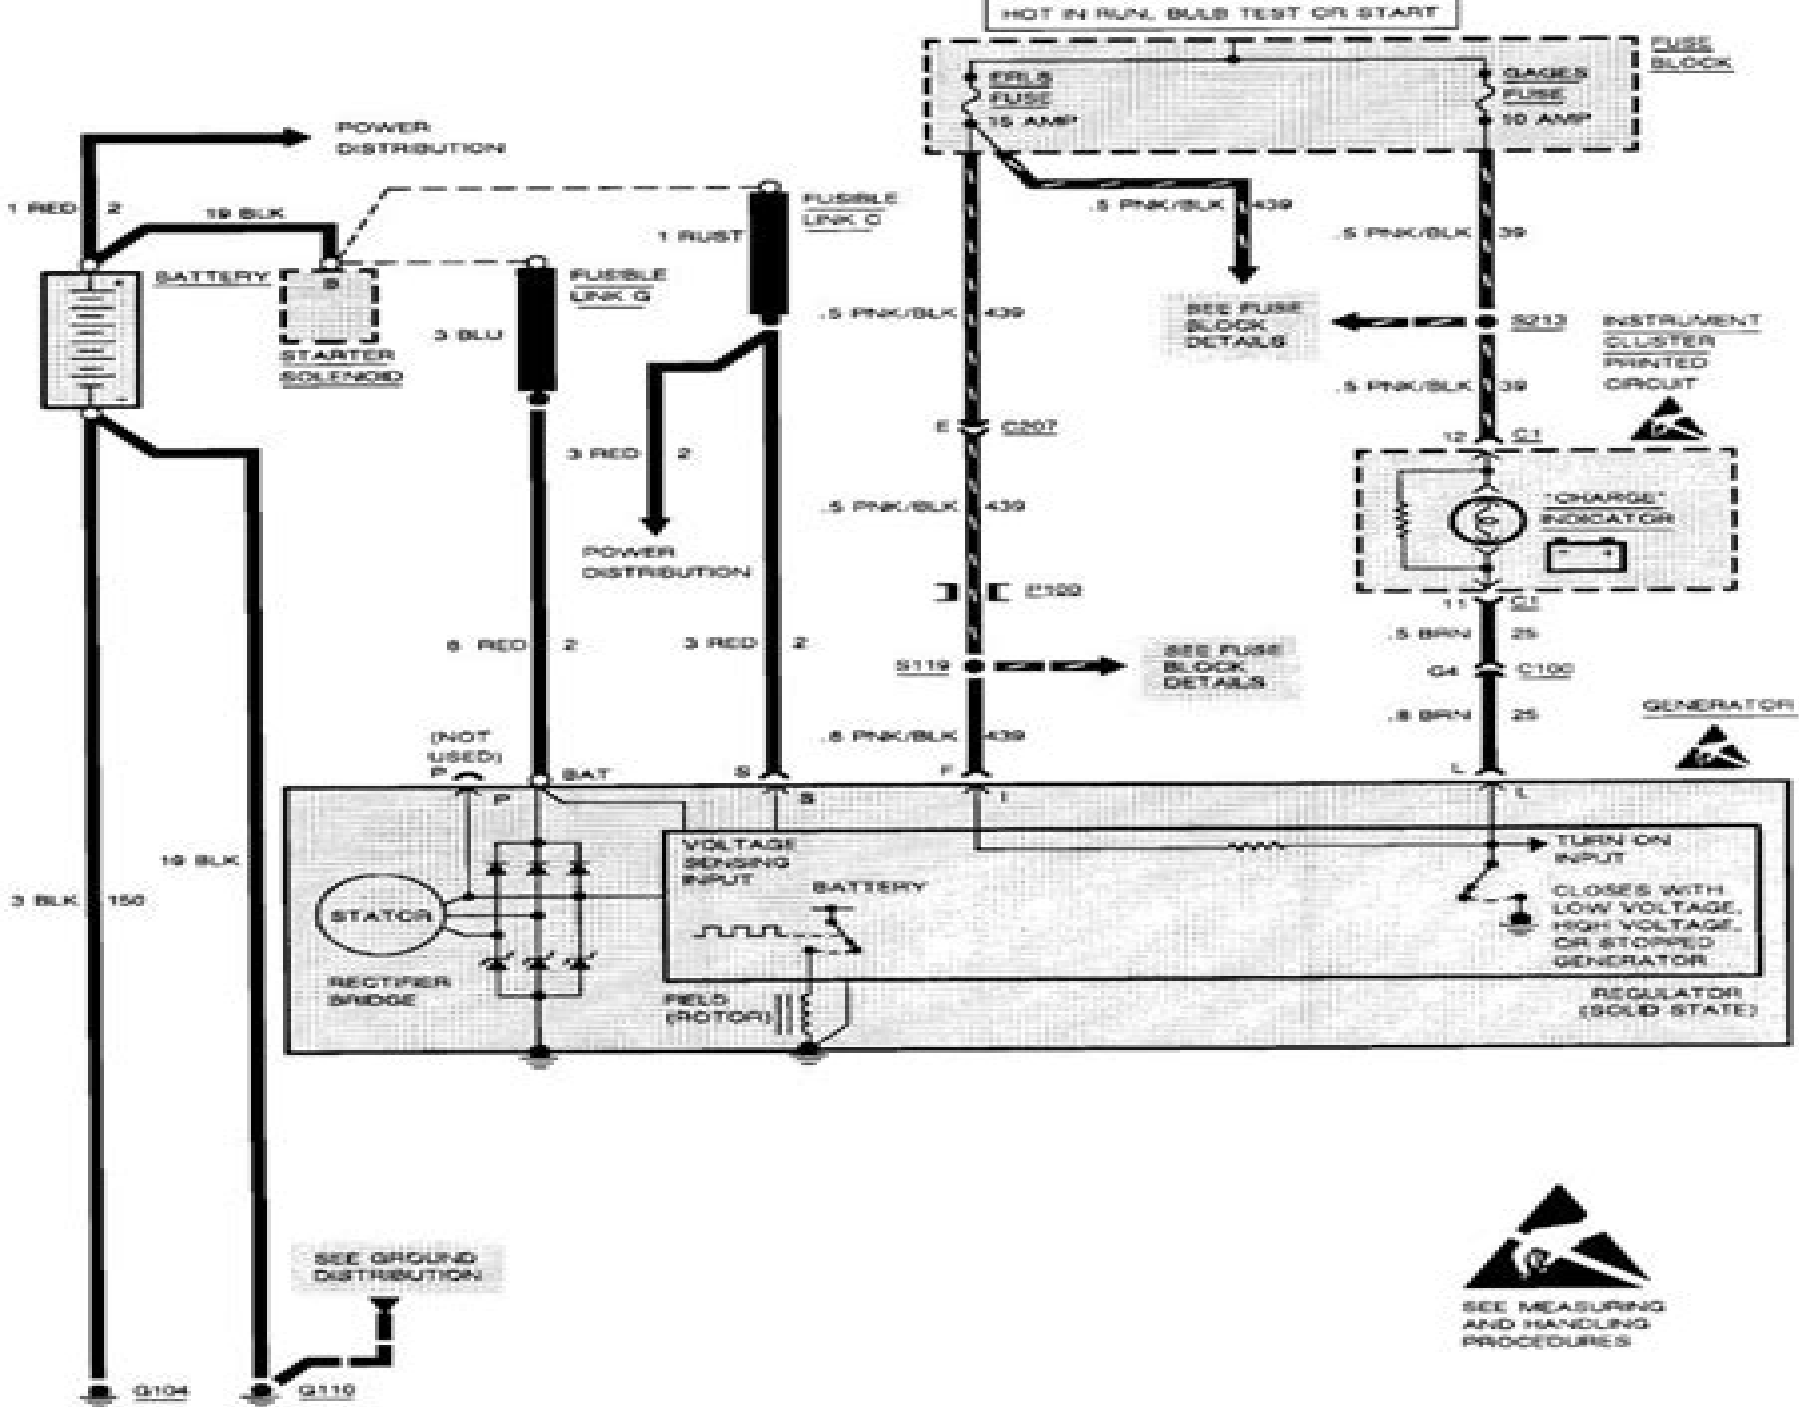 HOT IN RUN, BULB TEST OR START
FUSE
BLOCK
ERLS
FUSE
15 AMP
GAGES
FUSE
10 AMP
POWER
DISTRIBUTION
1 RED 2
19 BLK
FUSIBLE
LINK C
1 RUST
.5 PNK/BLK 439
.5 PNK/BLK 39
BATTERY
B
STARTER
SOLENOID
FUSIBLE
LINK G
3 BLU
.5 PNK/BLK 439
SEE FUSE
BLOCK
DETAILS
S213
INSTRUMENT
CLUSTER
PRINTED
CIRCUIT
.5 PNK/BLK 39
E C207
12 C1
3 RED 2
.5 PNK/BLK 439
"CHARGE"
INDICATOR
POWER
DISTRIBUTION
P100
11 C1
.5 BRN 25
8 RED 2
3 RED 2
S119
SEE FUSE
BLOCK
DETAILS
G4 C100
.8 BRN 25
GENERATOR
(NOT
USED)
.8 PNK/BLK 439
P BAT S F L
P S I L
VOLTAGE
SENSING
INPUT
TURN ON
INPUT
19 BLK
3 BLK 150
BATTERY
STATOR
CLOSES WITH
LOW VOLTAGE,
HIGH VOLTAGE,
OR STOPPED
GENERATOR
RECTIFIER
BRIDGE
FIELD
(ROTOR)
REGULATOR
(SOLID STATE)
SEE GROUND
DISTRIBUTION
SEE MEASURING
AND HANDLING
PROCEDURES
G104
G110